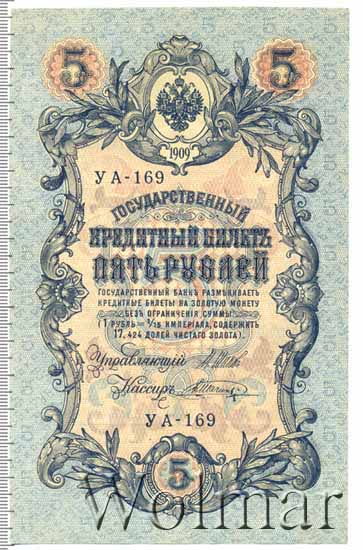 5 5
1909
УА-169
ГОСУДАРСТВЕННЫЙ
КРЕДИТНЫЙ БИЛЕТЪ
ПЯТЬ РУБЛЕЙ
ГОСУДАРСТВЕННЫЙ БАНКЪ РАЗМѢНИВАЕТЪ
КРЕДИТНЫЕ БИЛЕТЫ НА ЗОЛОТУЮ МОНЕТУ
БЕЗЪ ОГРАНИЧЕНІЯ СУММЫ
(1 РУБЛЬ = 1/15 ИМПЕРІАЛА, СОДЕРЖИТЪ
17,424 ДОЛЕЙ ЧИСТАГО ЗОЛОТА).
Управляющій
Кассиръ
УА-169
5
Wolmar